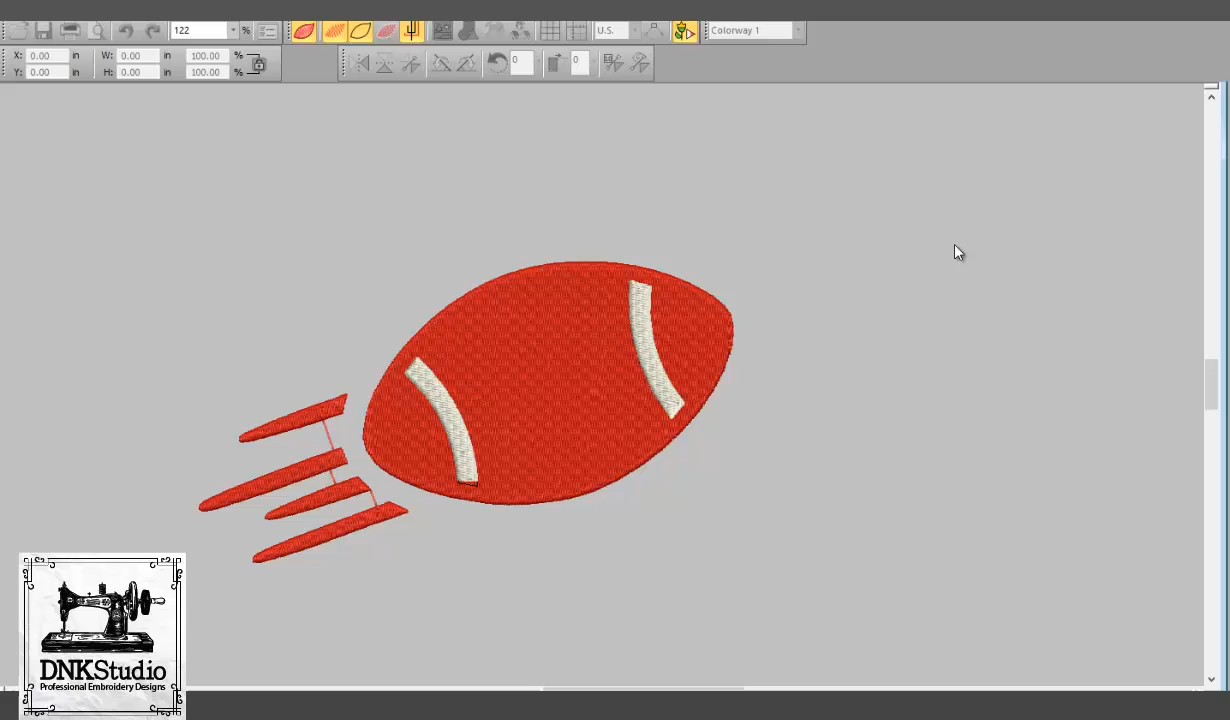 122 % U.S. Colorway 1
X: 0.00 in W: 0.00 in 100.00 % 0 0
Y: 0.00 in H: 0.00 in 100.00 %
DNKStudio
Professional Embroidery Designs